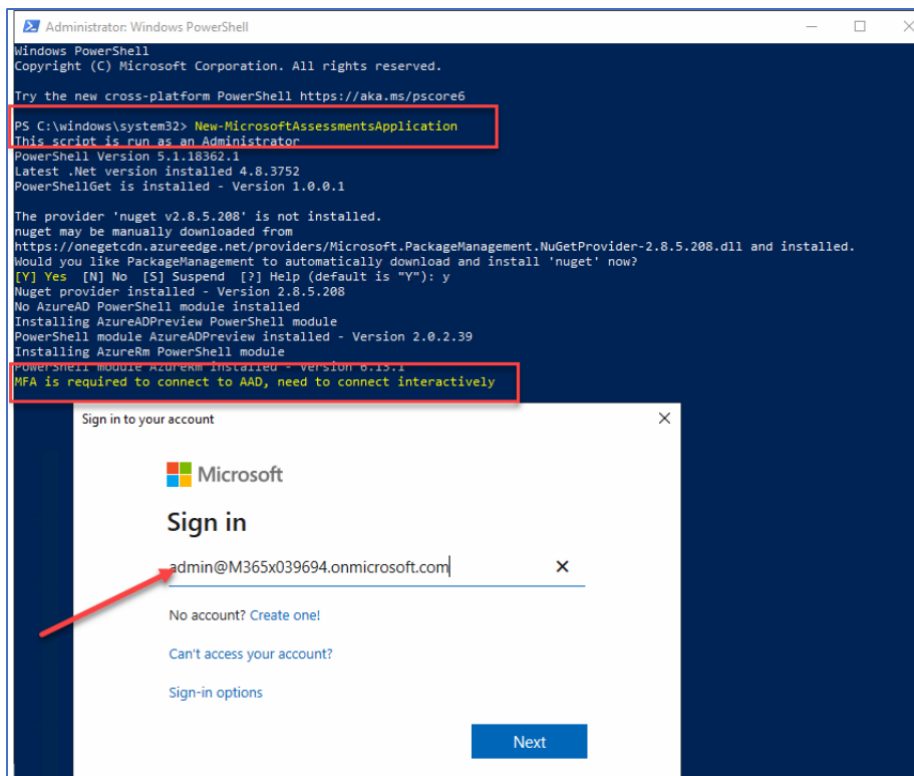 Administrator: Windows PowerShell
Windows PowerShell
Copyright (C) Microsoft Corporation. All rights reserved.
Try the new cross-platform PowerShell https://aka.ms/pscore6
PS C:\windows\system32> New-MicrosoftAssessmentsApplication
This script is run as an Administrator
PowerShell Version 5.1.18362.1
Latest .Net version installed 4.8.3752
PowerShellGet is installed - Version 1.0.0.1
The provider 'nuget v2.8.5.208' is not installed.
nuget may be manually downloaded from
https://onegetcdn.azureedge.net/providers/Microsoft.PackageManagement.NuGetProvider-2.8.5.208.dll and installed.
Would you like PackageManagement to automatically download and install 'nuget' now?
[Y] Yes [N] No [S] Suspend [?] Help (default is "Y"): y
Nuget provider installed - Version 2.8.5.208
No AzureAD PowerShell module installed
Installing AzureADPreview PowerShell module
PowerShell module AzureADPreview installed - Version 2.0.2.39
Installing AzureRm PowerShell module
PowerShell module AzureRm installed - Version 6.13.1
MFA is required to connect to AAD, need to connect interactively
Sign in to your account
Microsoft
Sign in
admin@M365x039694.onmicrosoft.com
No account? Create one!
Can't access your account?
Sign-in options
Next